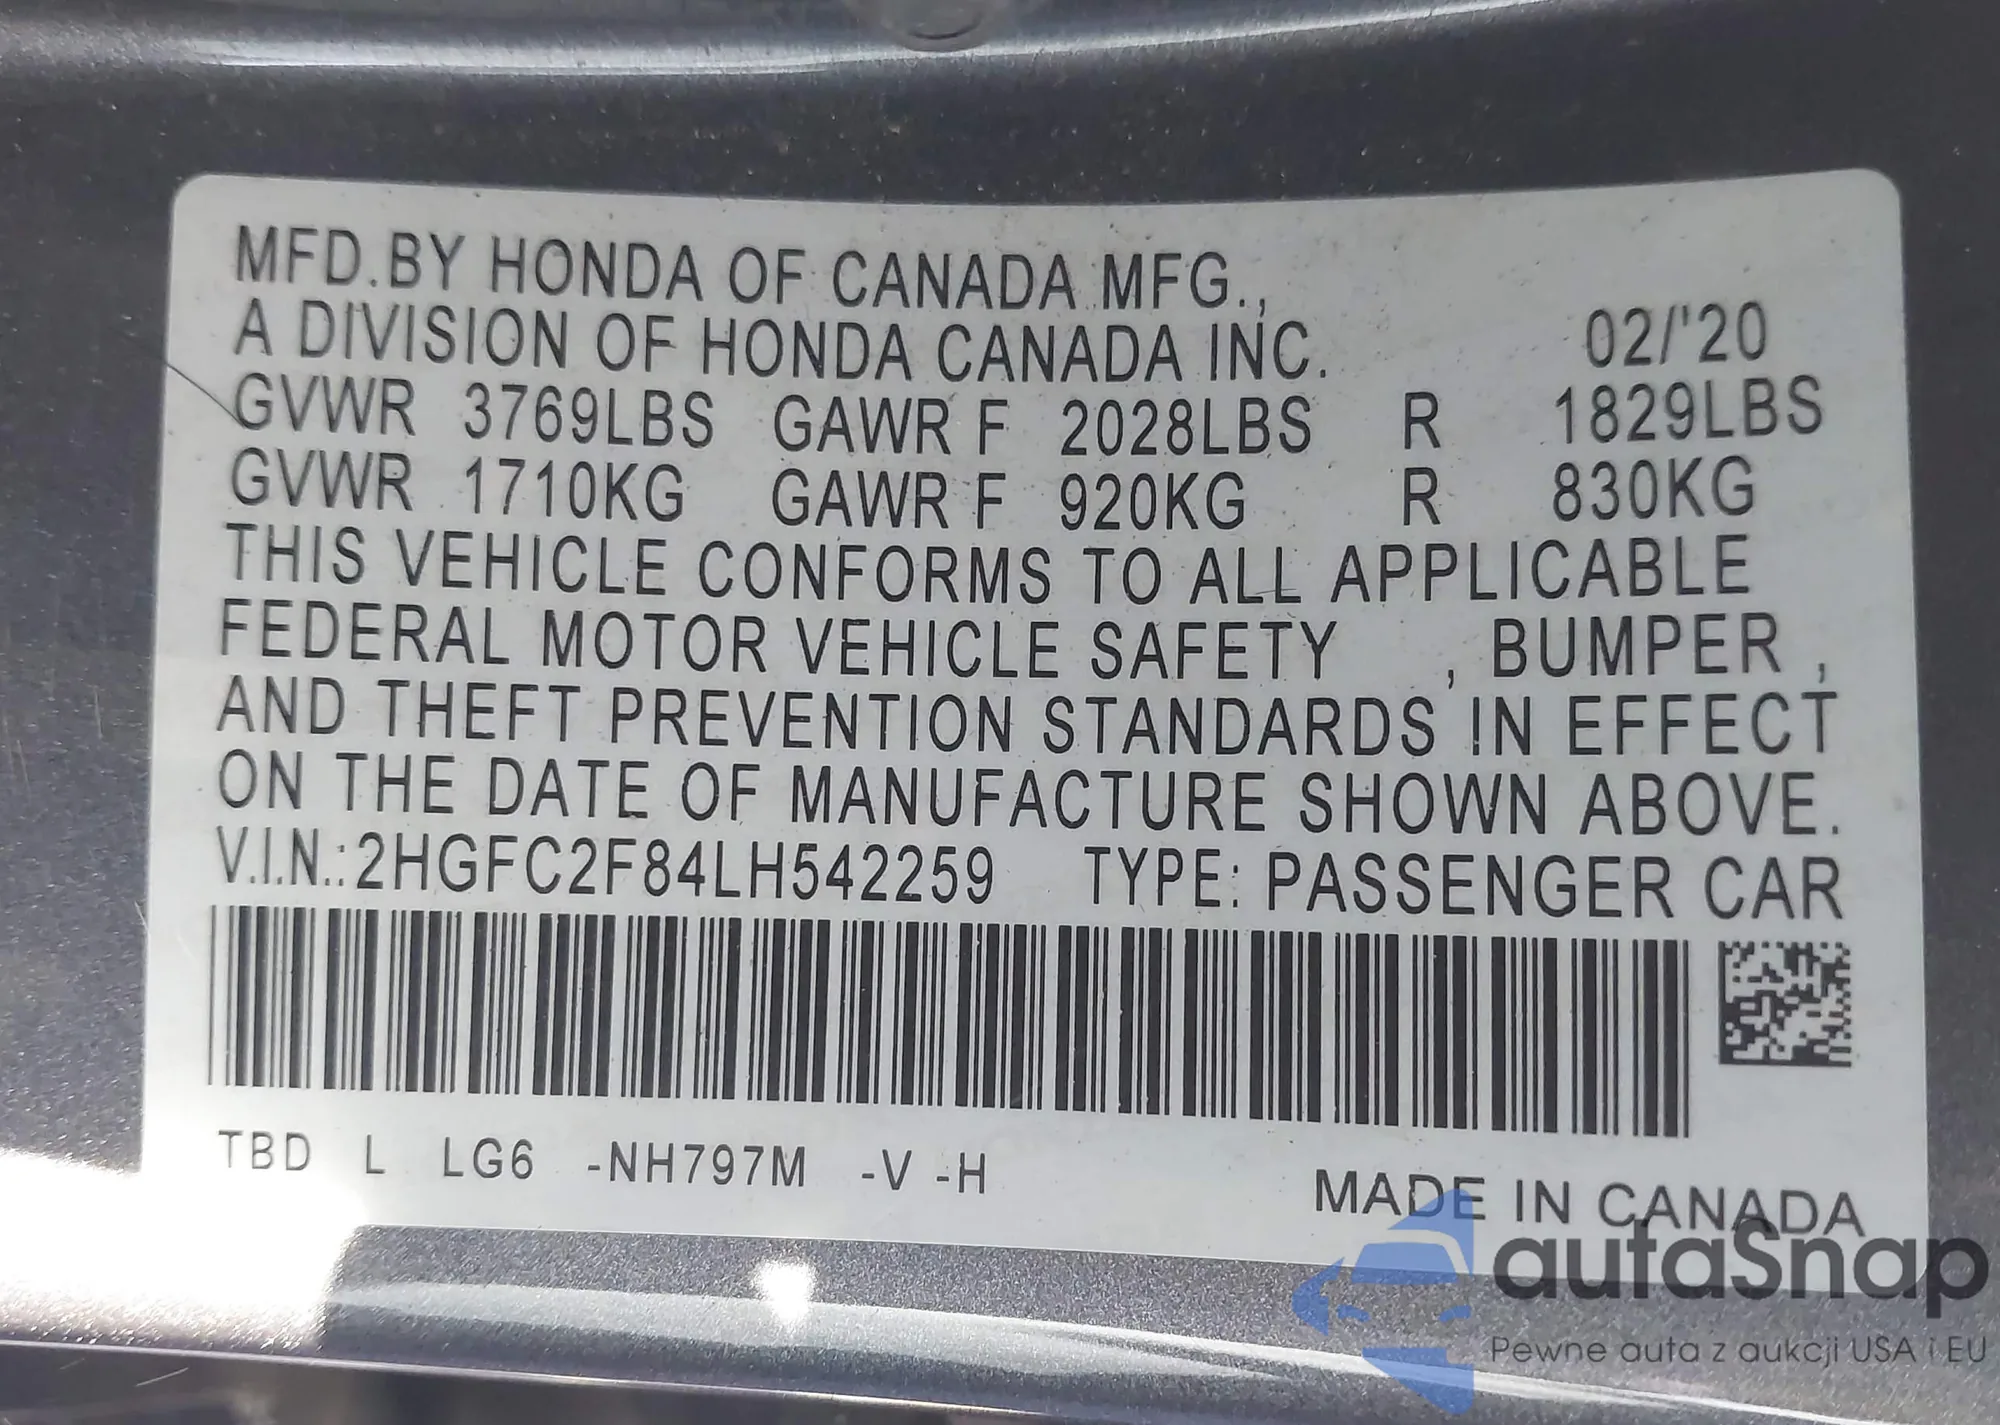 MFD.BY HONDA OF CANADA MFG.,
A DIVISION OF HONDA CANADA INC. 02/'20
GVWR 3769LBS GAWR F 2028LBS R 1829LBS
GVWR 1710KG GAWR F 920KG R 830KG
THIS VEHICLE CONFORMS TO ALL APPLICABLE
FEDERAL MOTOR VEHICLE SAFETY , BUMPER ,
AND THEFT PREVENTION STANDARDS IN EFFECT
ON THE DATE OF MANUFACTURE SHOWN ABOVE.
V.I.N.:2HGFC2F84LH542259 TYPE: PASSENGER CAR
TBD L LG6 -NH797M -V -H
MADE IN CANADA
autaSnap
Pewne auta z aukcji USA i EU